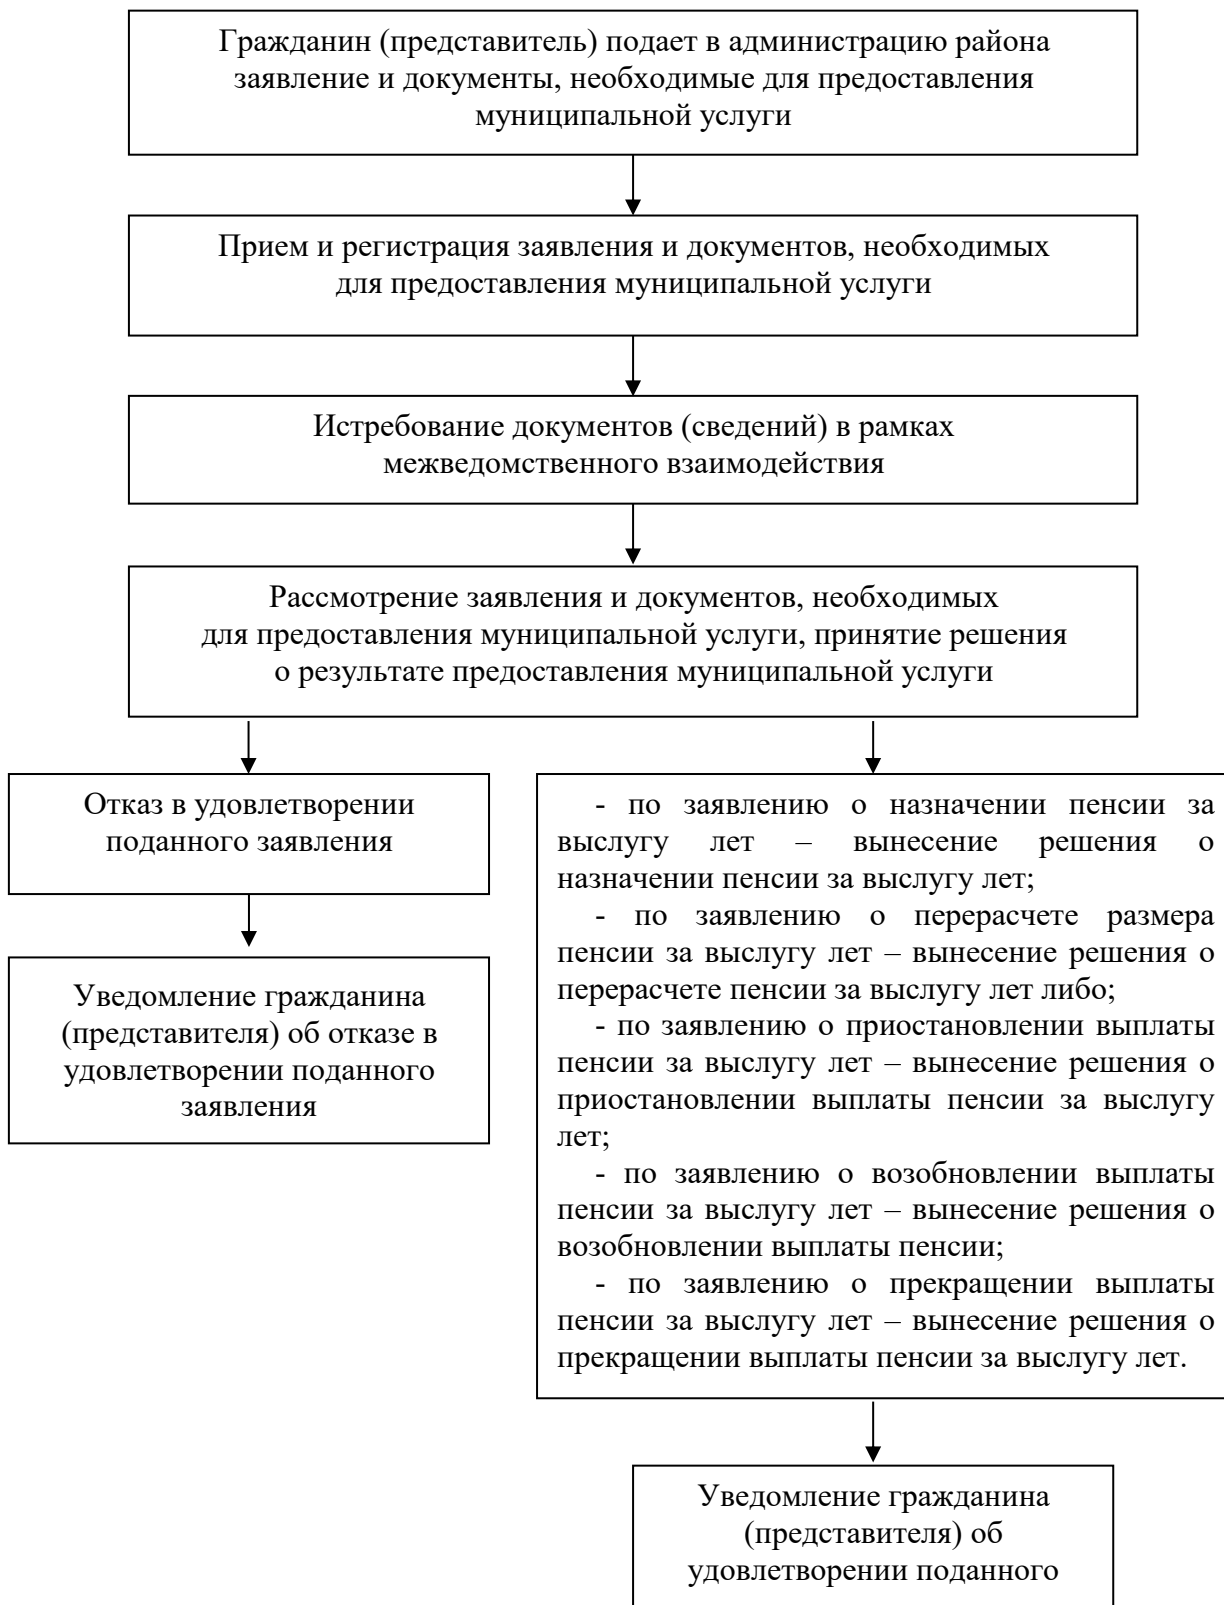 Гражданин (представитель) подает в администрацию района
заявление и документы, необходимые для предоставления
муниципальной услуги
Прием и регистрация заявления и документов, необходимых
для предоставления муниципальной услуги
Истребование документов (сведений) в рамках
межведомственного взаимодействия
Рассмотрение заявления и документов, необходимых
для предоставления муниципальной услуги, принятие решения
о результате предоставления муниципальной услуги
Отказ в удовлетворении
поданного заявления
Уведомление гражданина
(представителя) об отказе в
удовлетворении поданного
заявления
- по заявлению о назначении пенсии за
выслугу лет – вынесение решения о
назначении пенсии за выслугу лет;
- по заявлению о перерасчете размера
пенсии за выслугу лет – вынесение решения о
перерасчете пенсии за выслугу лет либо;
- по заявлению о приостановлении выплаты
пенсии за выслугу лет – вынесение решения о
приостановлении выплаты пенсии за выслугу
лет;
- по заявлению о возобновлении выплаты
пенсии за выслугу лет – вынесение решения о
возобновлении выплаты пенсии;
- по заявлению о прекращении выплаты
пенсии за выслугу лет – вынесение решения о
прекращении выплаты пенсии за выслугу лет.
Уведомление гражданина
(представителя) об
удовлетворении поданного